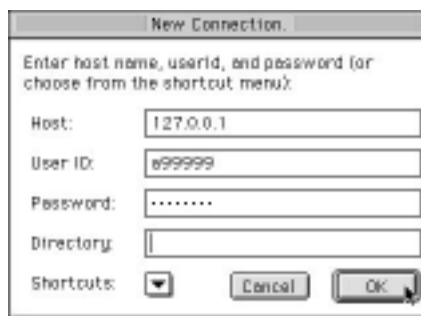 New Connection.
Enter host name, userid, and password (or
choose from the shortcut menu):
Host: 127.0.0.1
User ID: a99999
Password: ••••••••
Directory:
Shortcuts: Cancel OK